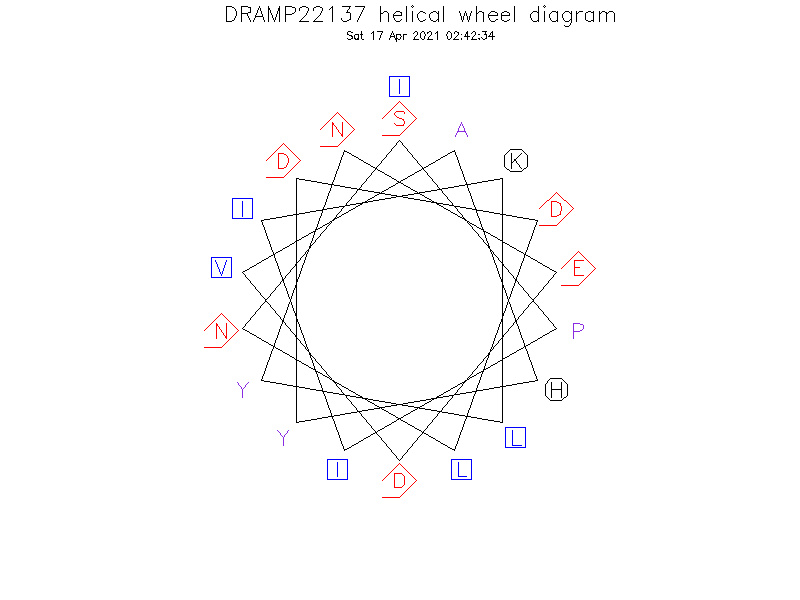 DRAMP22137 helical wheel diagram
Sat 17 Apr 2021 02:42:34
I
N S A
D K
I D
V E
N P
Y H
Y L
I D L